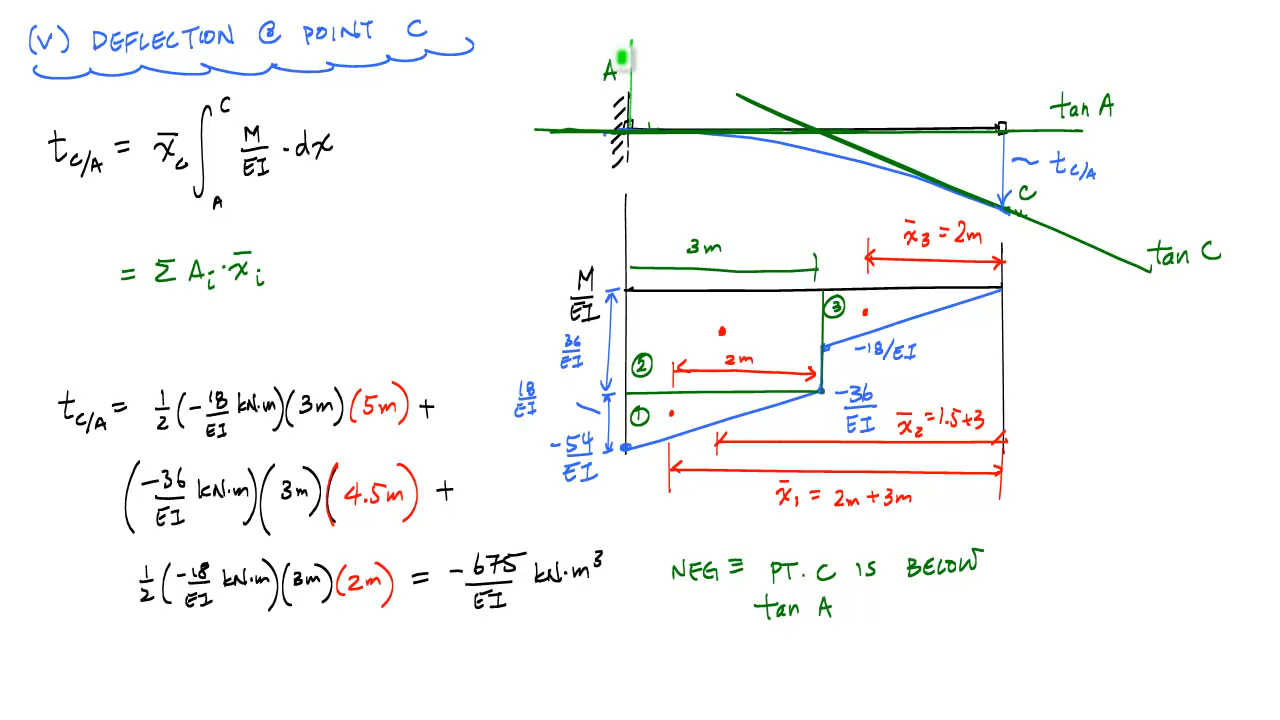 (V) DEFLECTION @ POINT C
t_C/A = x̄_C ∫_A^C M/EI · dx
= Σ A_i · x̄_i
t_C/A = 1/2 (-18/EI kN·m)(3m)(5m) +
(-36/EI kN·m)(3m)(4.5m) +
1/2 (-18/EI kN·m)(3m)(2m) = -675/EI kN·m³
A
tan A
~ t_C/A
C
tan C
3m
x̄_3 = 2m
M/EI
③
36/EI
-18/EI
②
2m
18/EI
①
-36/EI
x̄_2 = 1.5+3
-54/EI
x̄_1 = 2m + 3m
NEG ≡ PT. C IS BELOW
tan A